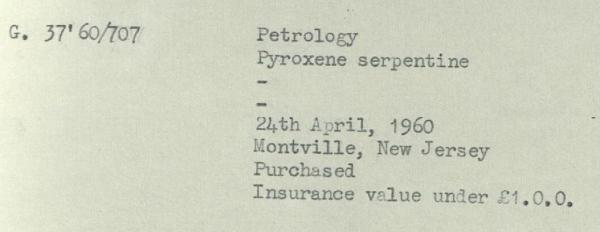 G. 37'60/707 Petrology
Pyroxene serpentine
-
-
24th April, 1960
Montville, New Jersey
Purchased
Insurance value under £1.0.0.